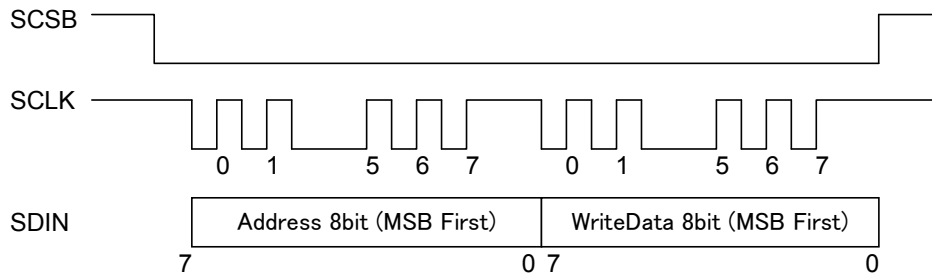 SCSB
SCLK
0 1 5 6 7 0 1 5 6 7
SDIN Address 8bit (MSB First) WriteData 8bit (MSB First)
7 0 7 0